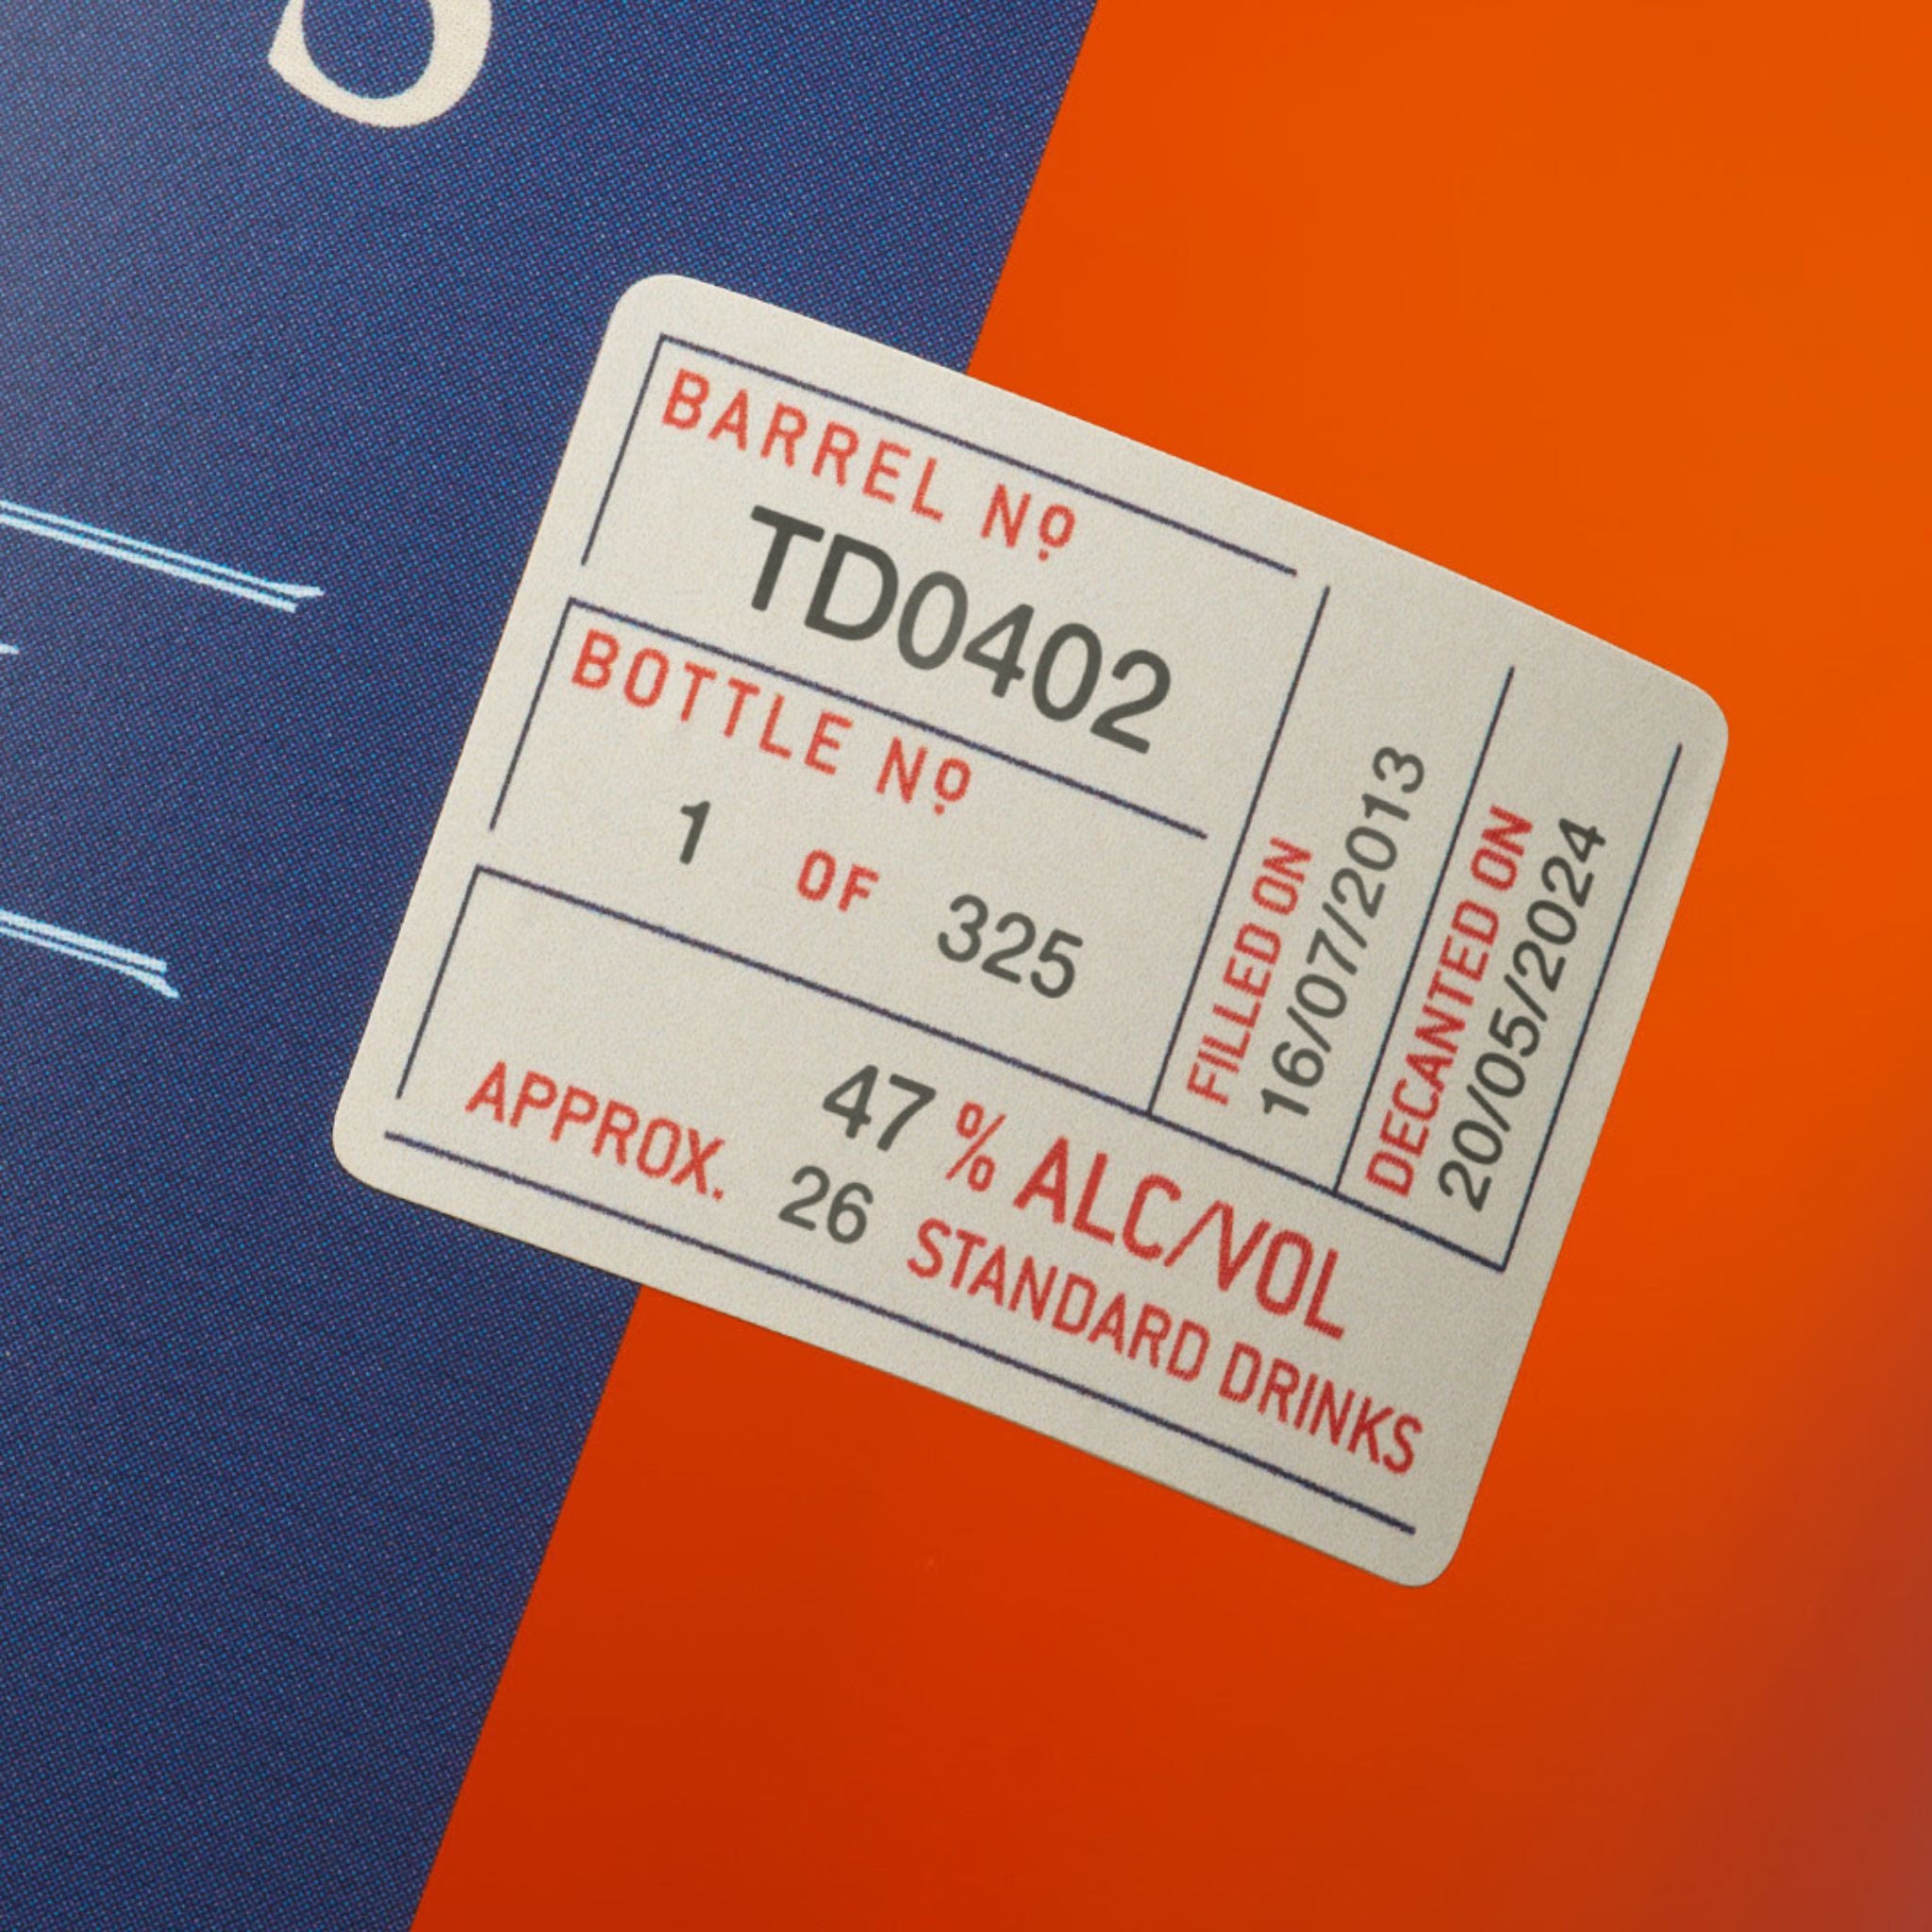 S
BARREL Nº
TD0402
BOTTLE Nº
1 OF 325
FILLED ON
16/07/2013
DECANTED ON
20/05/2024
47 % ALC/VOL
APPROX. 26 STANDARD DRINKS